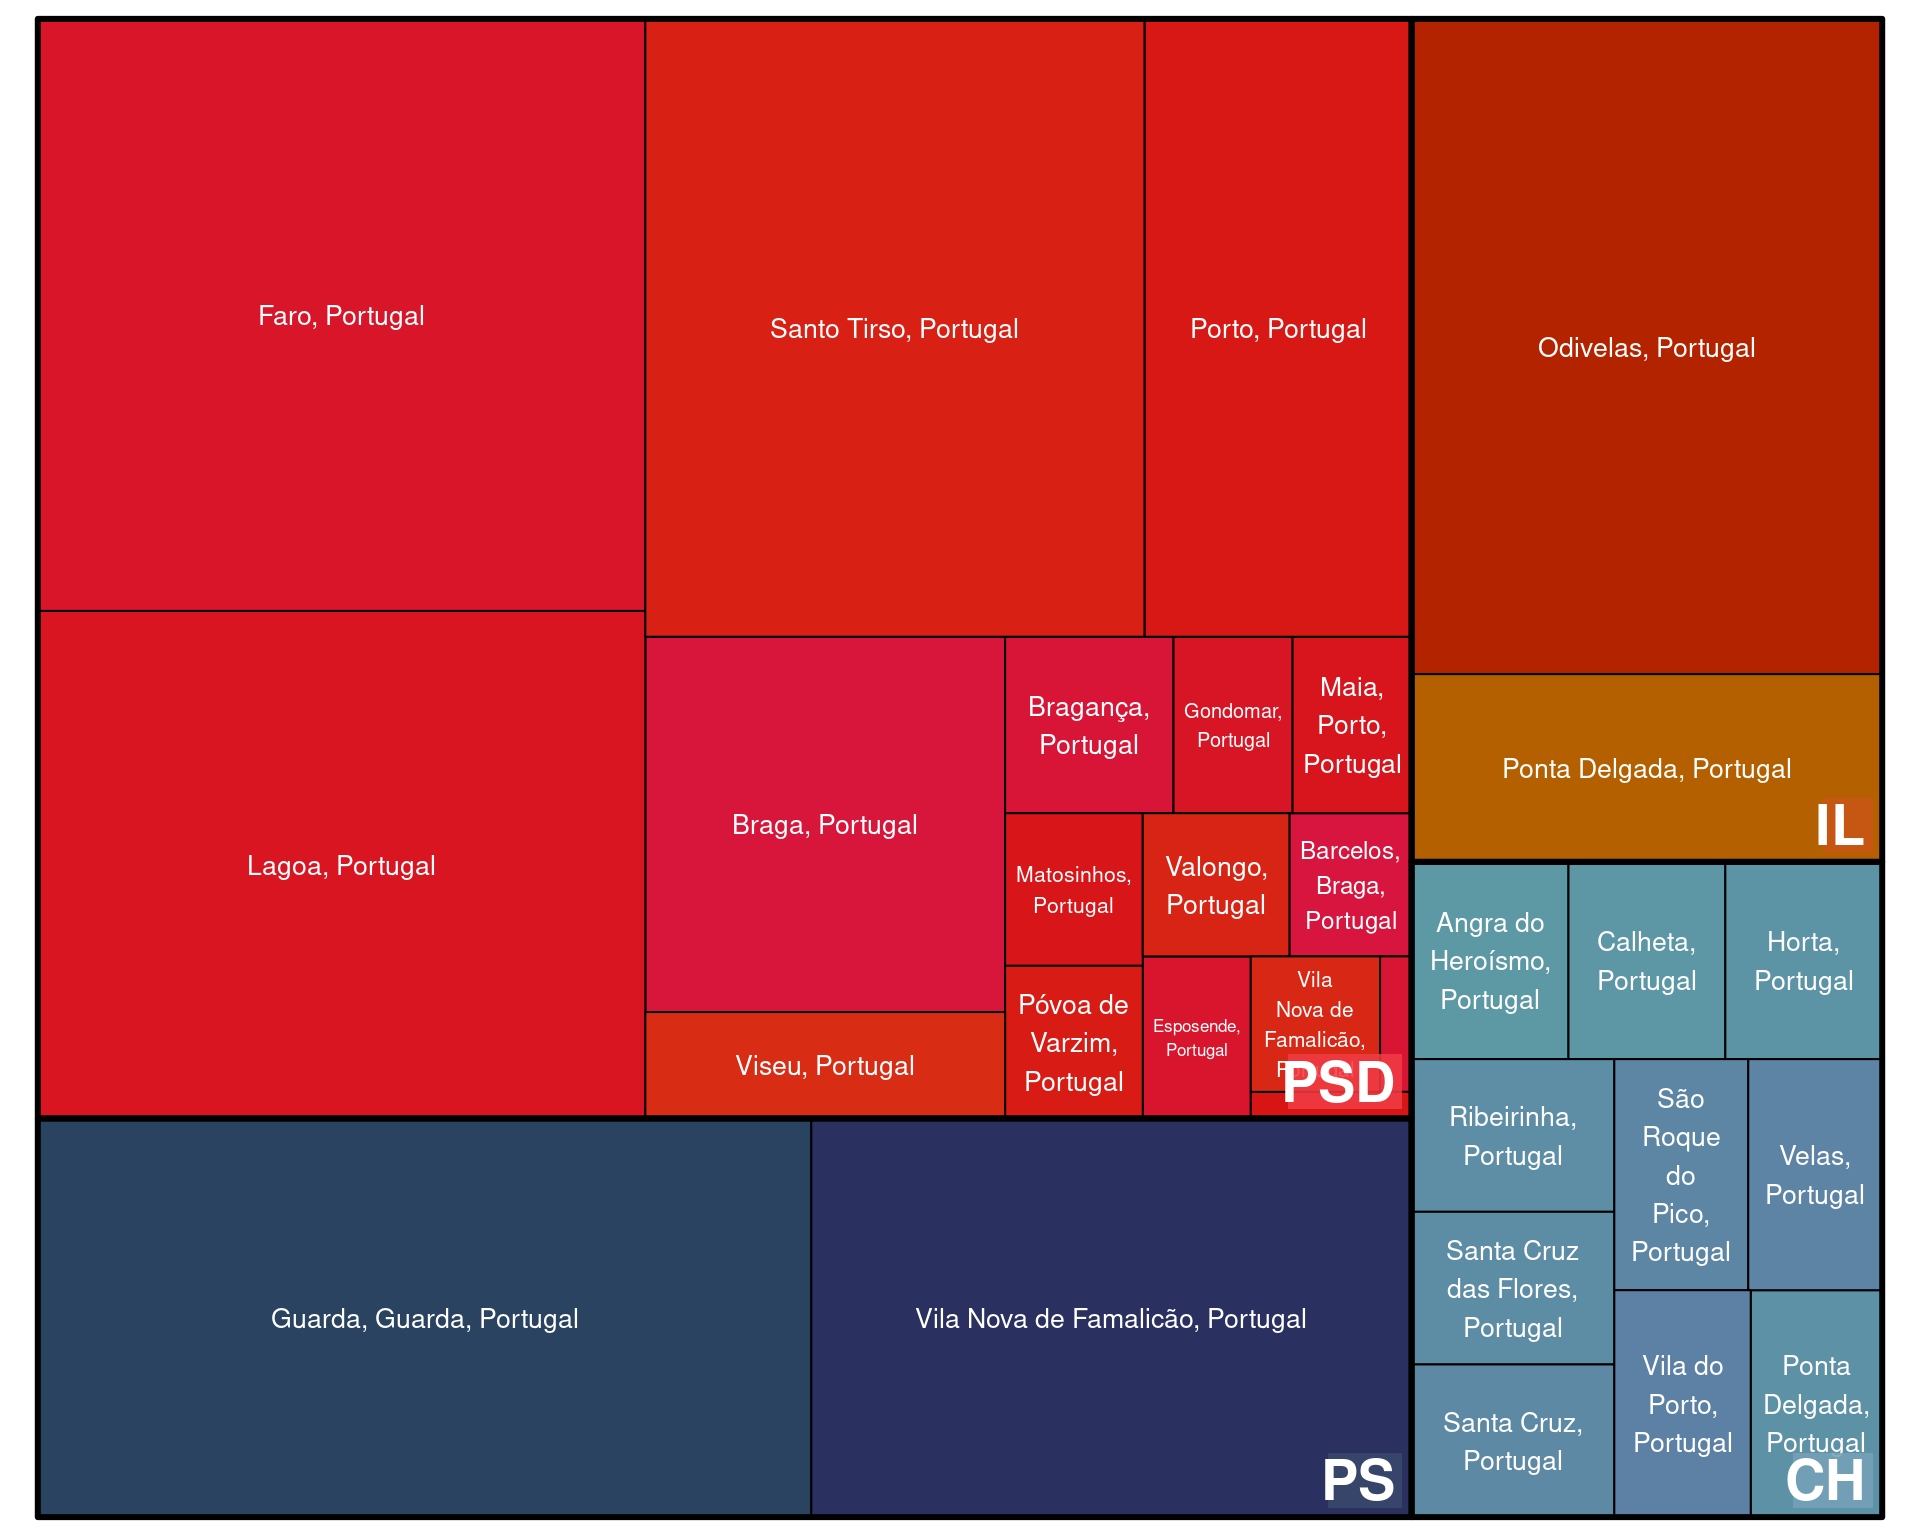 Faro, Portugal
Santo Tirso, Portugal
Porto, Portugal
Odivelas, Portugal
Lagoa, Portugal
Braga, Portugal
Bragança,
Portugal
Gondomar,
Portugal
Maia,
Porto,
Portugal
Ponta Delgada, Portugal
IL
Matosinhos,
Portugal
Valongo,
Portugal
Barcelos,
Braga,
Portugal
Viseu, Portugal
Póvoa de
Varzim,
Portugal
Esposende,
Portugal
Vila
Nova de
Famalicão,
PSD
Angra do
Heroísmo,
Portugal
Calheta,
Portugal
Horta,
Portugal
Ribeirinha,
Portugal
São
Roque
do
Pico,
Portugal
Velas,
Portugal
Santa Cruz
das Flores,
Portugal
Guarda, Guarda, Portugal
Vila Nova de Famalicão, Portugal
PS
Santa Cruz,
Portugal
Vila do
Porto,
Portugal
Ponta
Delgada,
Portugal
CH